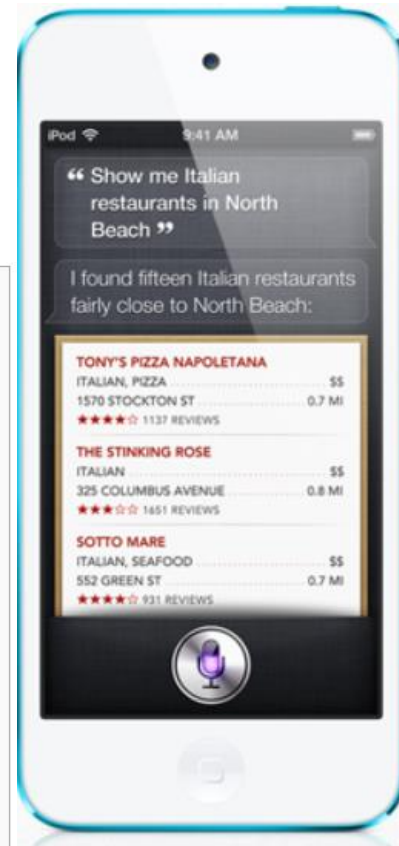 iPod 9:41 AM
“ Show me Italian
restaurants in North
Beach ”
I found fifteen Italian restaurants
fairly close to North Beach:
TONY'S PIZZA NAPOLETANA
ITALIAN, PIZZA $$
1570 STOCKTON ST 0.7 MI
★★★★☆ 1137 REVIEWS
THE STINKING ROSE
ITALIAN $$
325 COLUMBUS AVENUE 0.8 MI
★★★☆☆ 1651 REVIEWS
SOTTO MARE
ITALIAN, SEAFOOD $$
552 GREEN ST 0.7 MI
★★★★☆ 931 REVIEWS